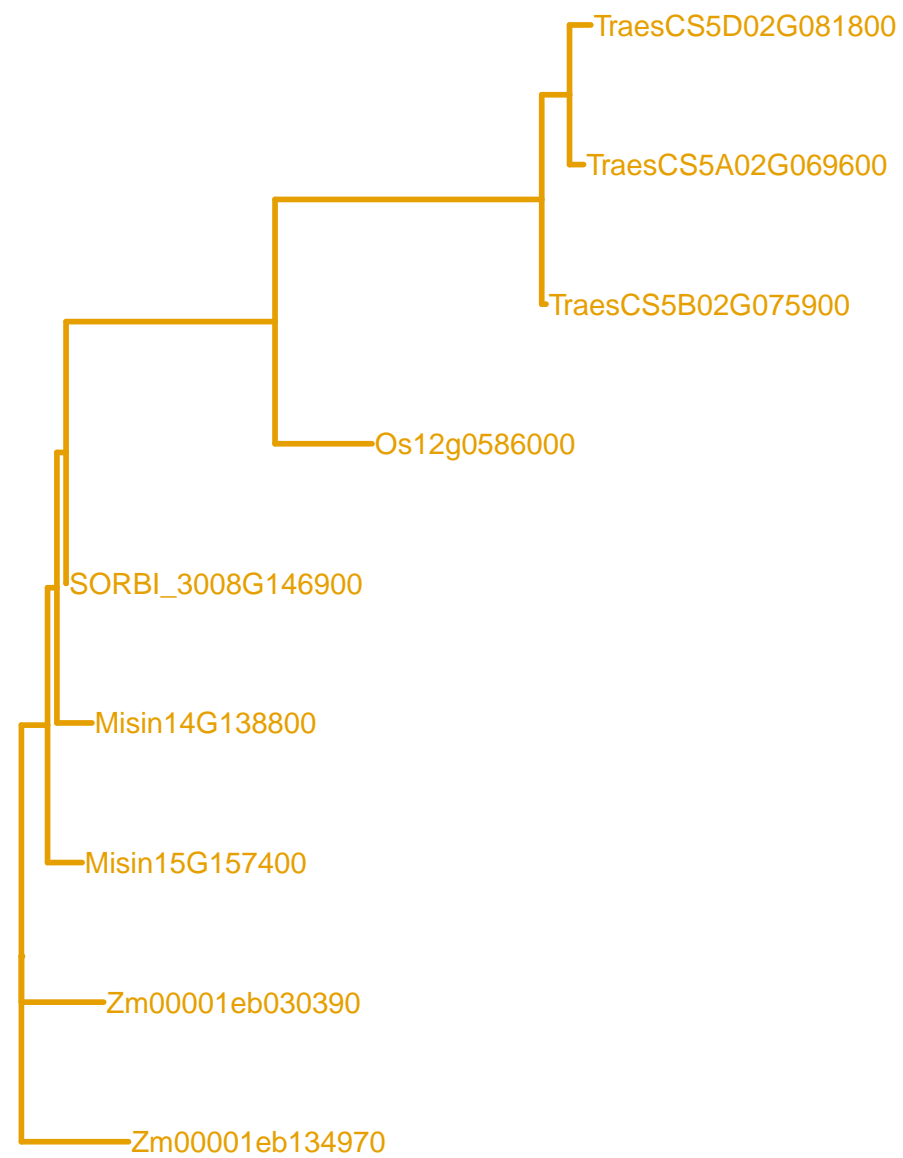 TraesCS5D02G081800
TraesCS5A02G069600
TraesCS5B02G075900
Os12g0586000
SORBI_3008G146900
Misin14G138800
Misin15G157400
Zm00001eb030390
Zm00001eb134970